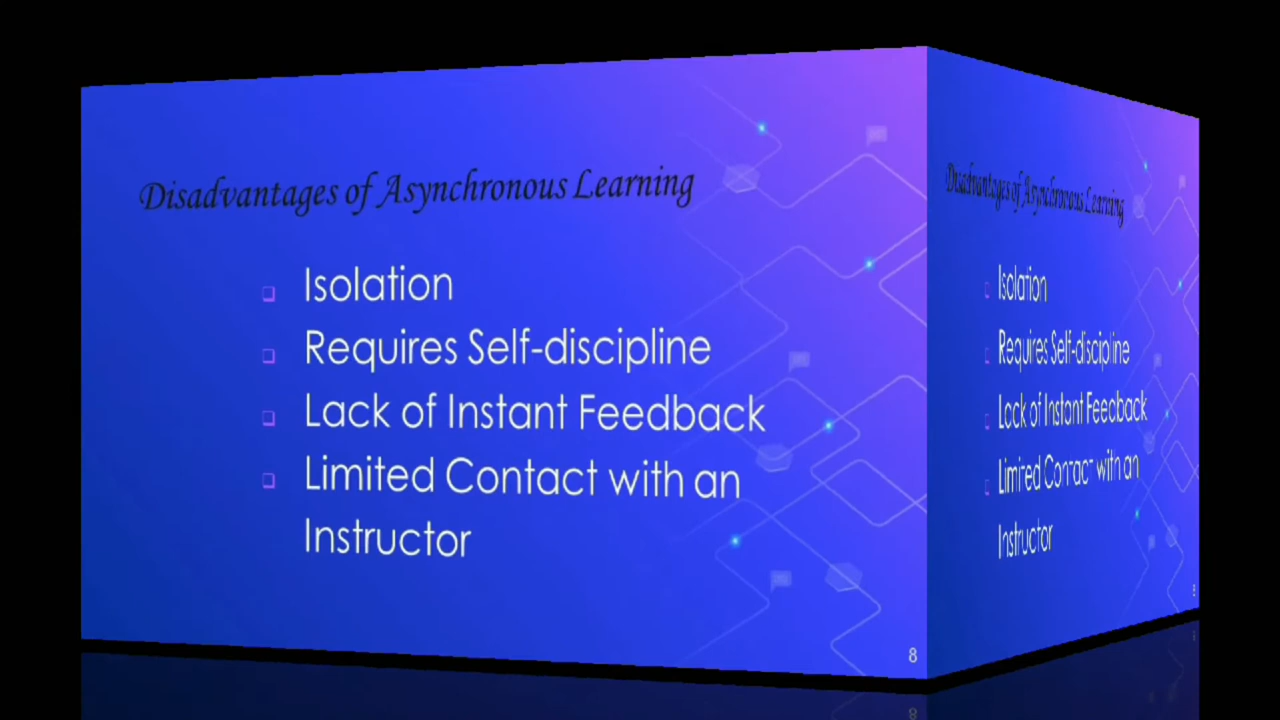 Disadvantages of Asynchronous Learning
Isolation
Requires Self-discipline
Lack of Instant Feedback
Limited Contact with an
Instructor
8
Disadvantages of Asynchronous Learning
Isolation
Requires Self-discipline
Lack of Instant Feedback
Limited Contact with an
Instructor
8